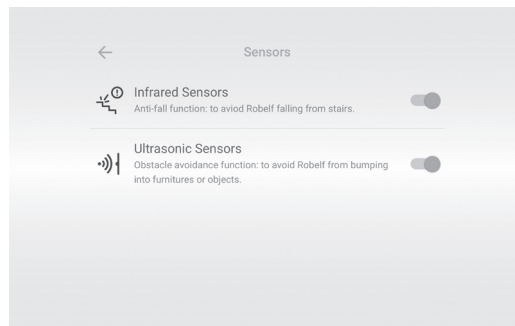 Sensors
Infrared Sensors
Anti-fall function: to aviod Robelf falling from stairs.
Ultrasonic Sensors
Obstacle avoidance function: to avoid Robelf from bumping
into furnitures or objects.